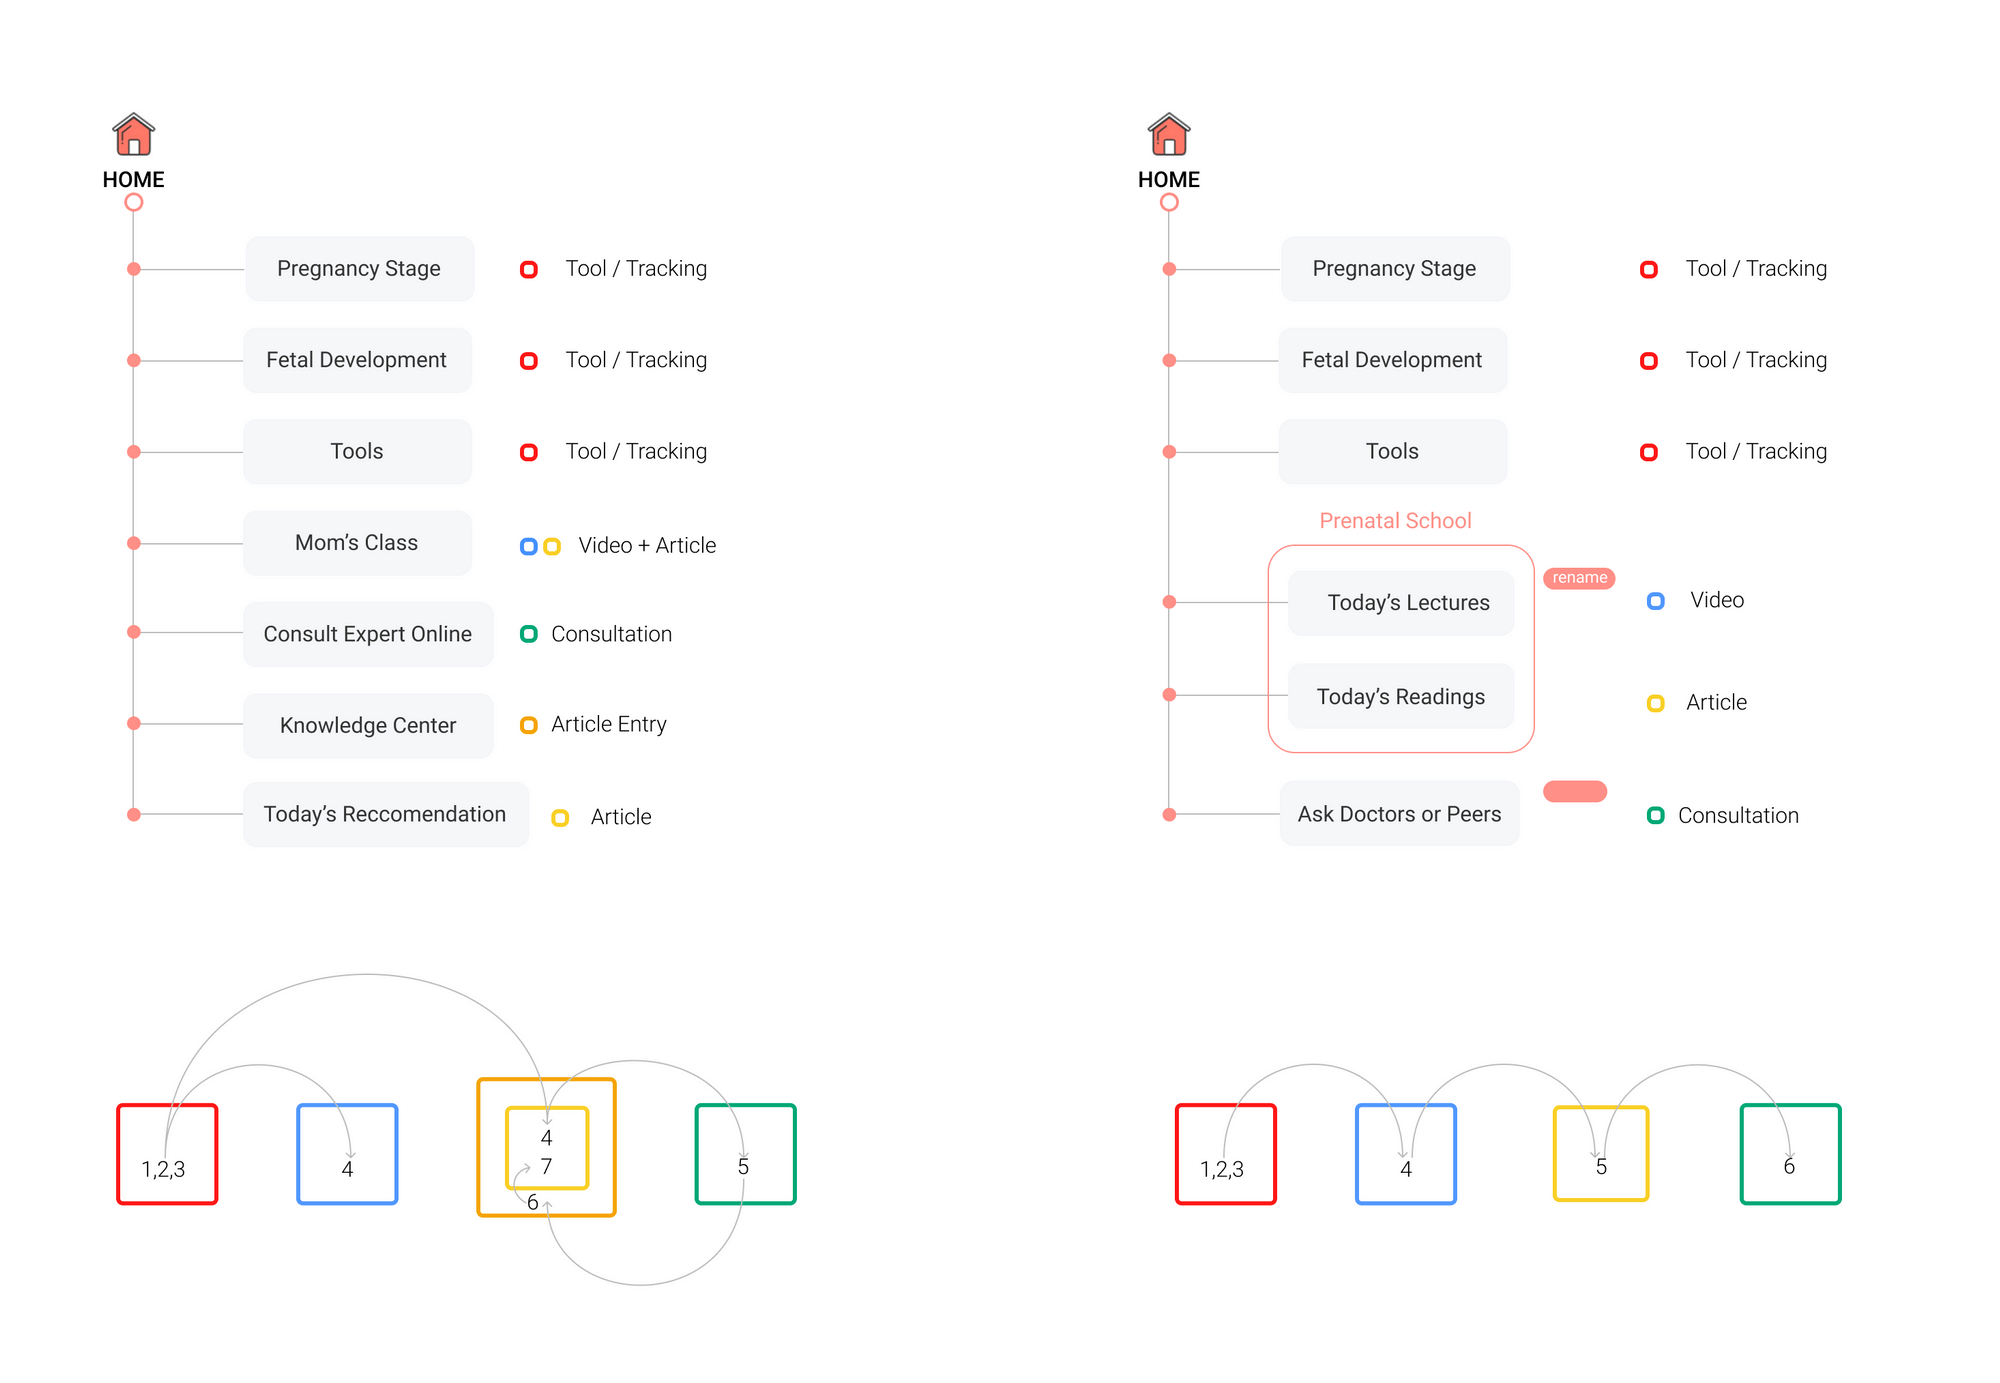 HOME
Pregnancy Stage
Tool / Tracking
Fetal Development
Tool / Tracking
Tools
Tool / Tracking
Mom's Class
Video + Article
Consult Expert Online
Consultation
Knowledge Center
Article Entry
Today's Reccomendation
Article
1,2,3
4
4
7
6
5
HOME
Pregnancy Stage
Tool / Tracking
Fetal Development
Tool / Tracking
Tools
Tool / Tracking
Prenatal School
rename
Today's Lectures
Video
Today's Readings
Article
Ask Doctors or Peers
Consultation
1,2,3
4
5
6